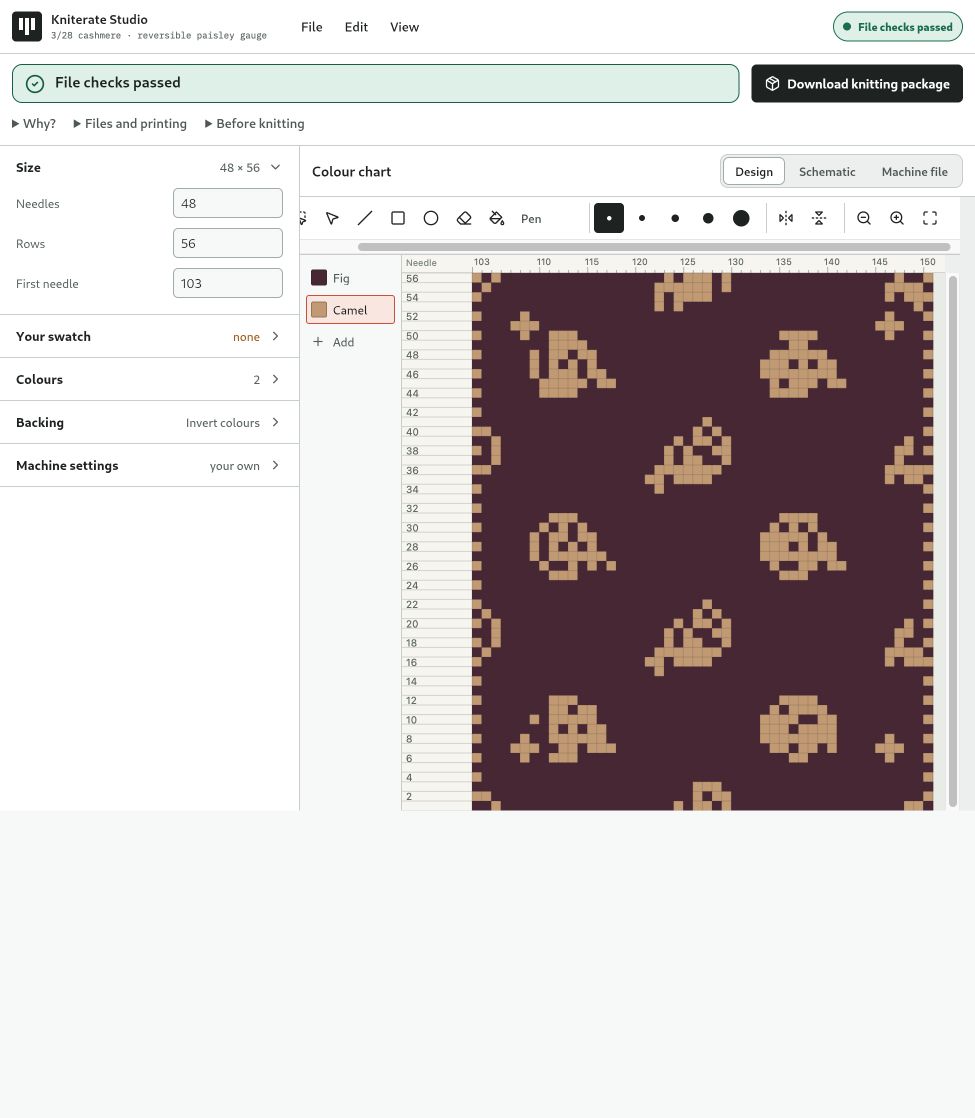 Kniterate Studio
3/28 cashmere · reversible paisley gauge
File Edit View
File checks passed
File checks passed
Download knitting package
Why? Files and printing Before knitting
Size 48 × 56
Needles 48
Rows 56
First needle 103
Your swatch none
Colours 2
Backing Invert colours
Machine settings your own
Colour chart
Design Schematic Machine file
Pen
Fig
Camel
Add
Needle 103 110 115 120 125 130 135 140 145 150
56
54
52
50
48
46
44
42
40
38
36
34
32
30
28
26
24
22
20
18
16
14
12
10
8
6
4
2